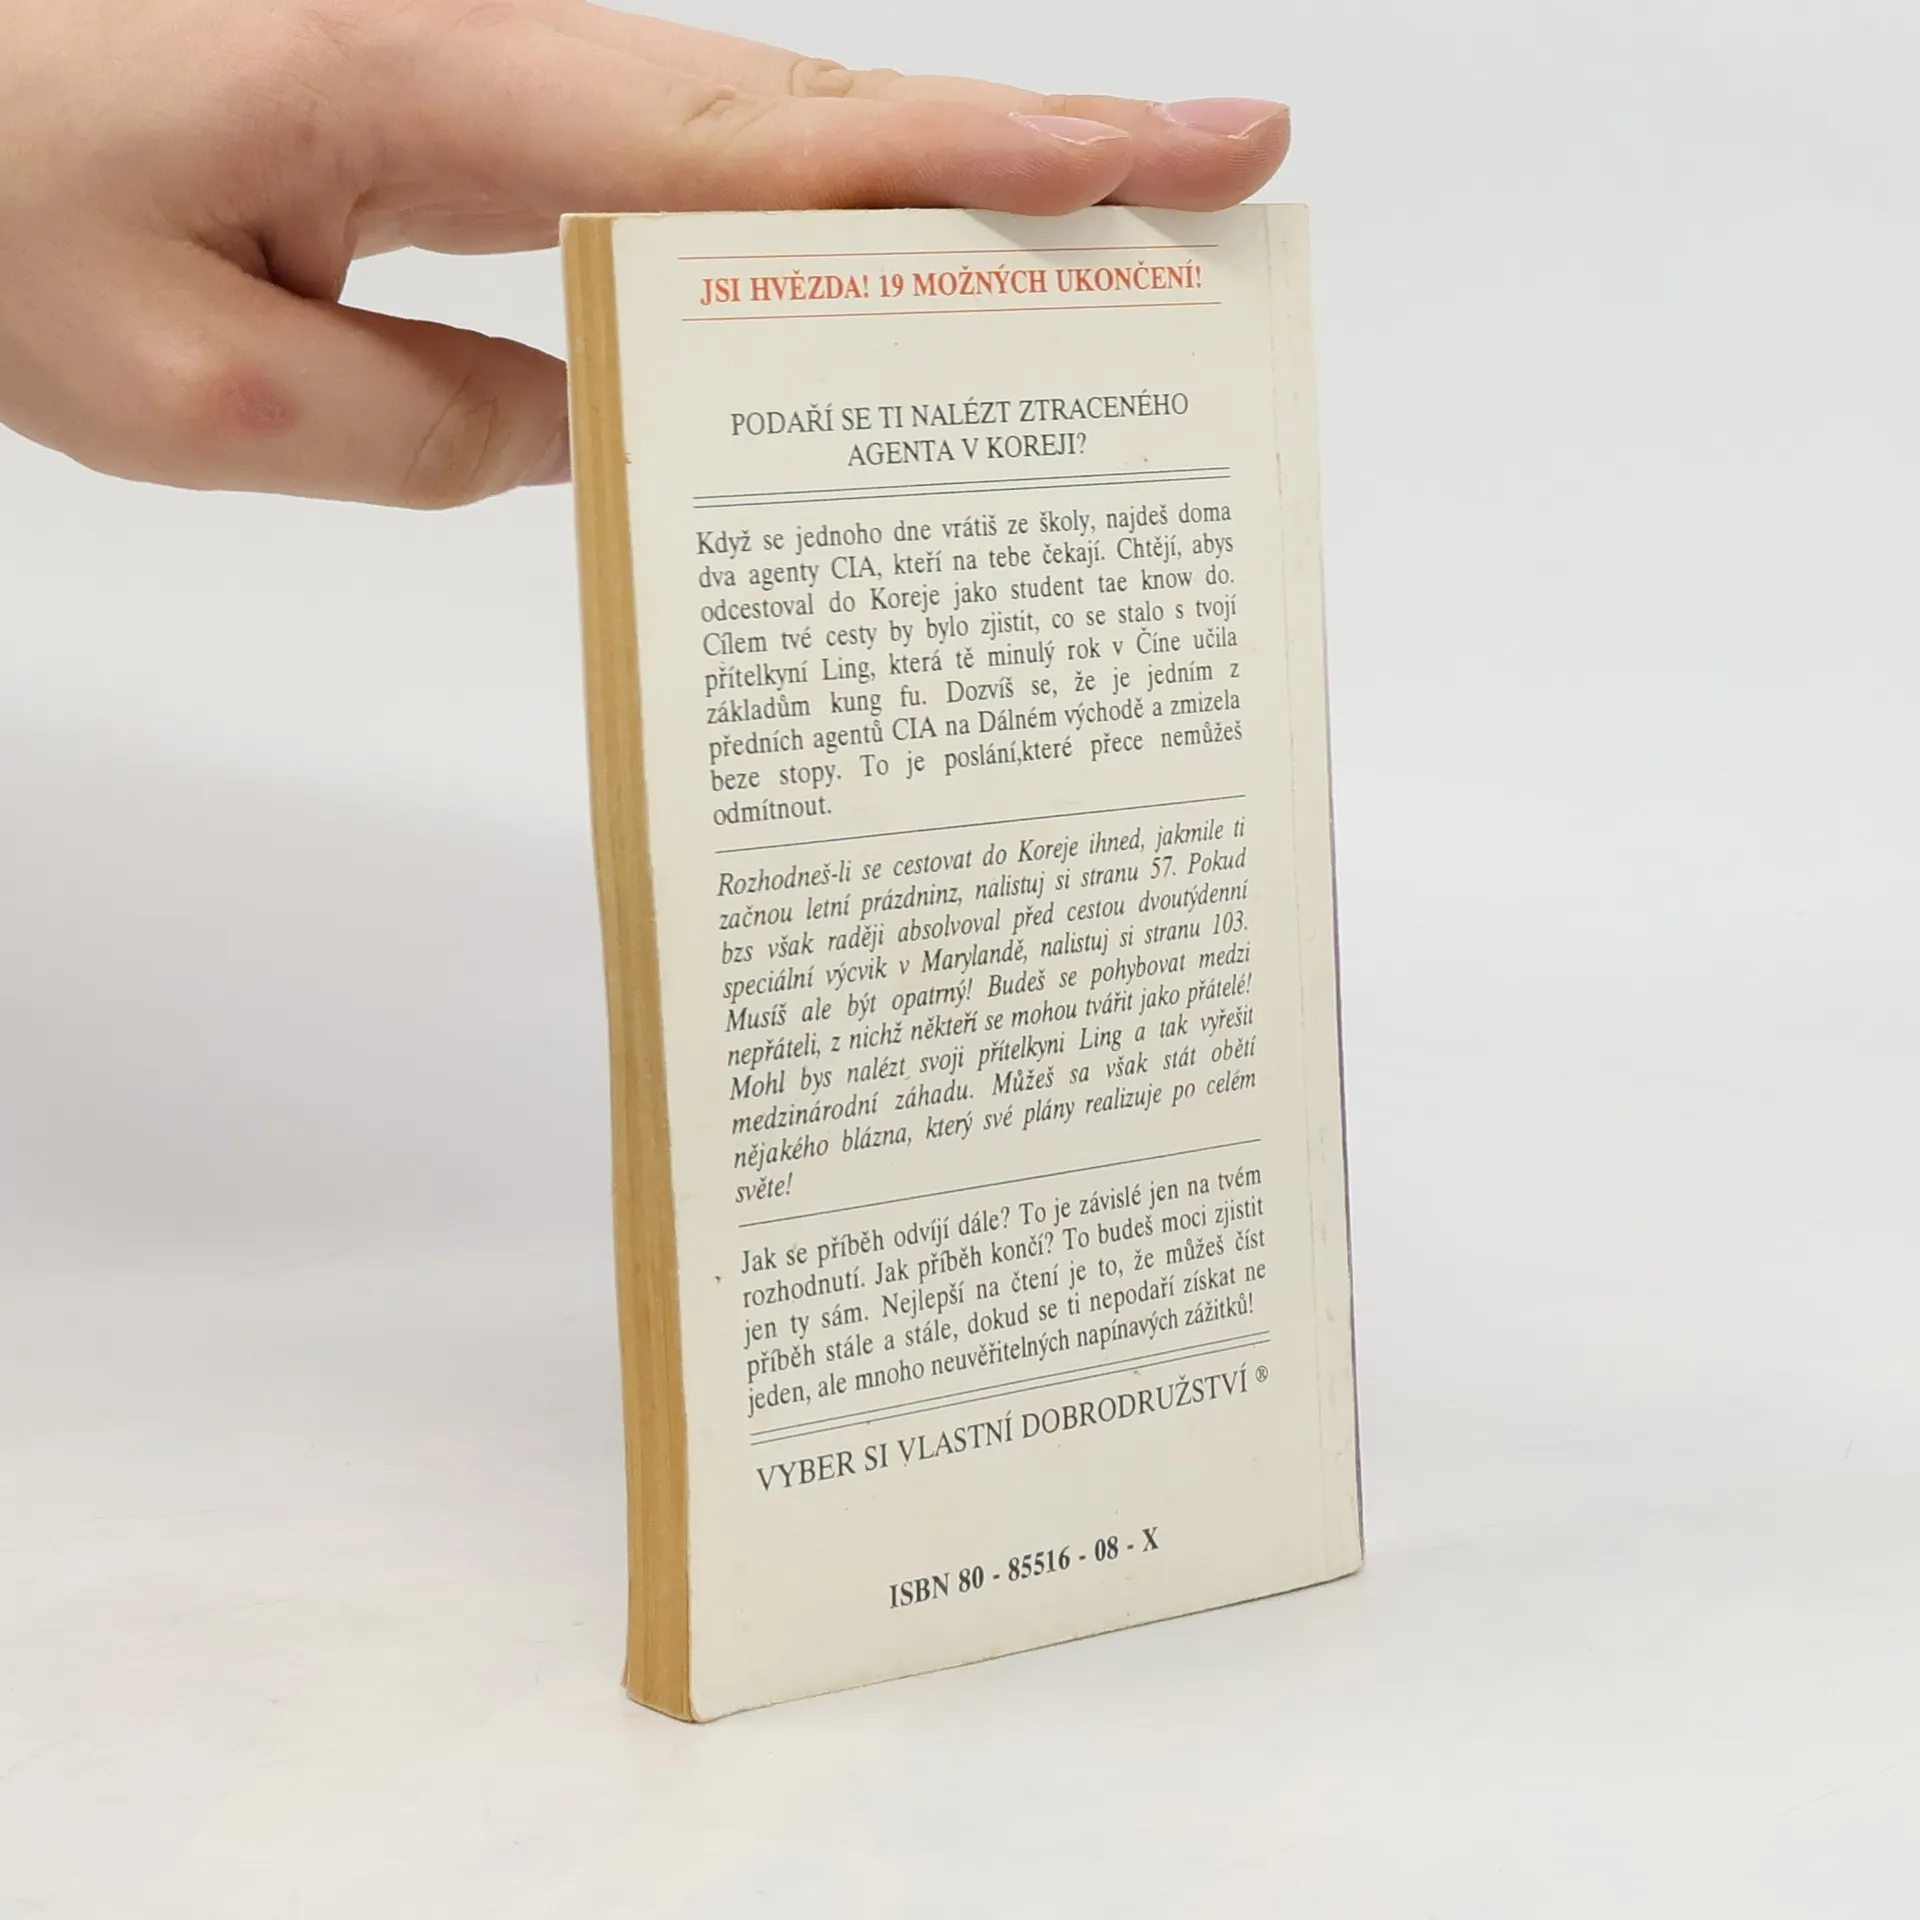 JSI HVĚZDA! 19 MOŽNÝCH UKONČENÍ!
PODAŘÍ SE TI NALÉZT ZTRACENÉHO
AGENTA V KOREJI?
Když se jednoho dne vrátiš ze školy, najdeš doma
dva agenty CIA, kteří na tebe čekají. Chtějí, abys
odcestoval do Koreje jako student tae know do.
Cílem tvé cesty by bylo zjistit, co se stalo s tvojí
přítelkyní Ling, která tě minulý rok v Číne učila
základům kung fu. Dozvíš se, že je jedním z
předních agentů CIA na Dálném východě a zmizela
beze stopy. To je poslání,které přece nemůžeš
odmítnout.
Rozhodneš-li se cestovat do Koreje ihned, jakmile ti
začnou letní prázdninz, nalistuj si stranu 57. Pokud
bzs však raději absolvoval před cestou dvoutýdenní
speciální výcvik v Marylandě, nalistuj si stranu 103.
Musíš ale být opatrný! Budeš se pohybovat medzi
nepřáteli, z nichž někteří se mohou tvářit jako přátelé!
Mohl bys nalézt svoji přítelkyni Ling a tak vyřešit
medzinárodní záhadu. Můžeš sa však stát obětí
nějakého blázna, který své plány realizuje po celém
světe!
Jak se příběh odvíjí dále? To je závislé jen na tvém
rozhodnutí. Jak příběh končí? To budeš moci zjistit
jen ty sám. Nejlepší na čtení je to, že můžeš číst
příběh stále a stále, dokud se ti nepodaří získat ne
jeden, ale mnoho neuvěřitelných napínavých zážitků!
VYBER SI VLASTNÍ DOBRODRUŽSTVÍ ®
ISBN 80 - 85516 - 08 - X